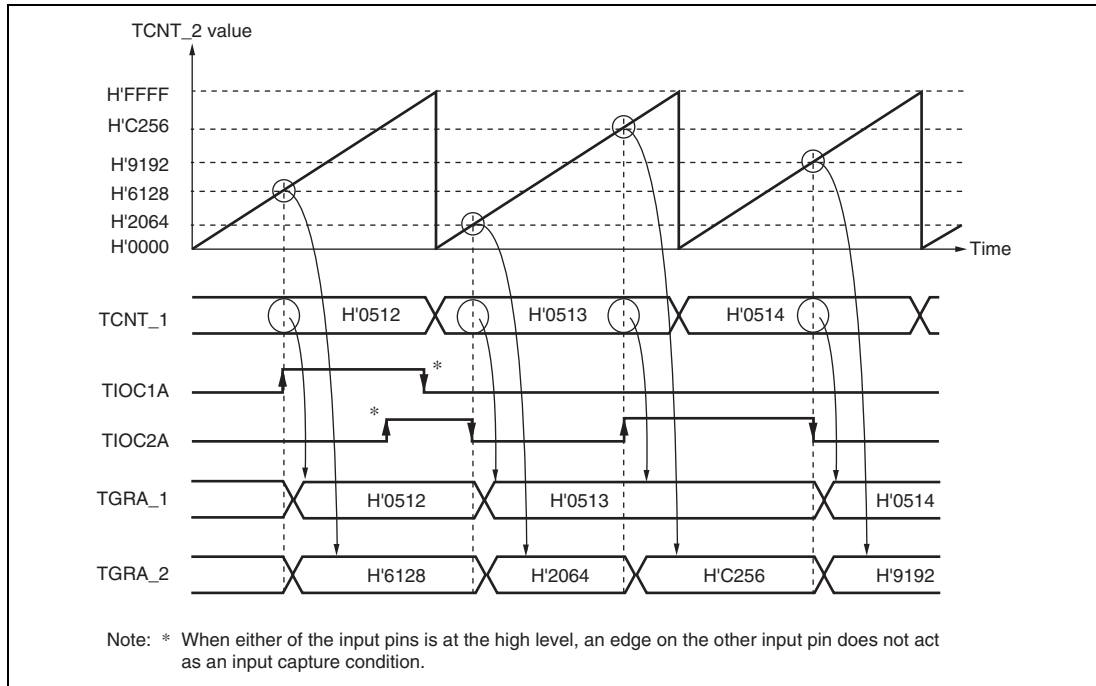 TCNT_2 value
H'FFFF
H'C256
H'9192
H'6128
H'2064
H'0000
Time
TCNT_1 H'0512 H'0513 H'0514
TIOC1A *
TIOC2A *
TGRA_1 H'0512 H'0513 H'0514
TGRA_2 H'6128 H'2064 H'C256 H'9192
Note: * When either of the input pins is at the high level, an edge on the other input pin does not act
as an input capture condition.